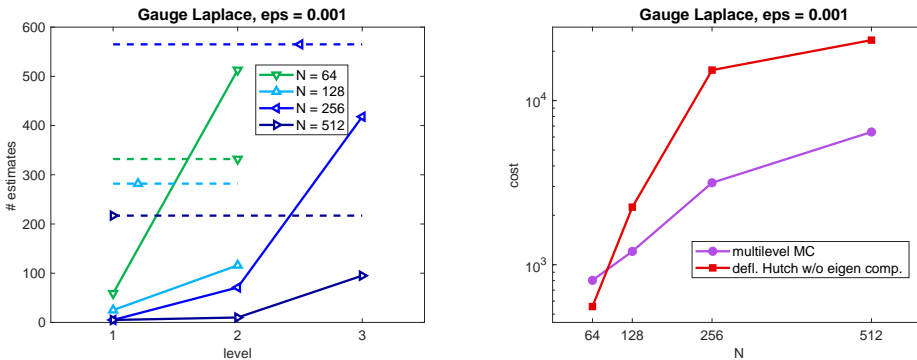 Gauge Laplace, eps = 0.001
600
500
400
300
200
100
0
# estimates
N = 64
N = 128
N = 256
N = 512
1
2
3
level
Gauge Laplace, eps = 0.001
10^4
10^3
cost
multilevel MC
defl. Hutch w/o eigen comp.
64
128
256
512
N